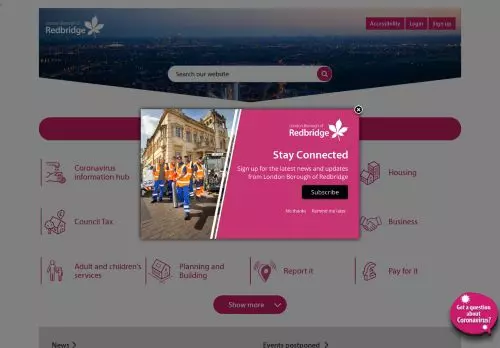 London Borough of
Redbridge
Accessibility
Login
Sign up
Search our website
London Borough of
Redbridge
Stay Connected
Sign up for the latest news and updates
from London Borough of Redbridge
Subscribe
No thanks
Remind me later
Coronavirus
information hub
Housing
Council Tax
Business
Adult and children's
services
Planning and
Building
Report it
Pay for it
Show more
Got a question
about
Coronavirus?
News >
Events postponed >